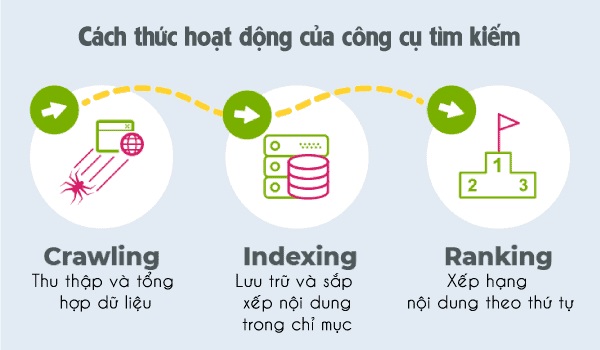 Cách thức hoạt động của công cụ tìm kiếm
1
2
3
Crawling
Thu thập và tổng
hợp dữ liệu
Indexing
Lưu trữ và sắp
xếp nội dung
trong chỉ mục
Ranking
Xếp hạng
nội dung theo thứ tự